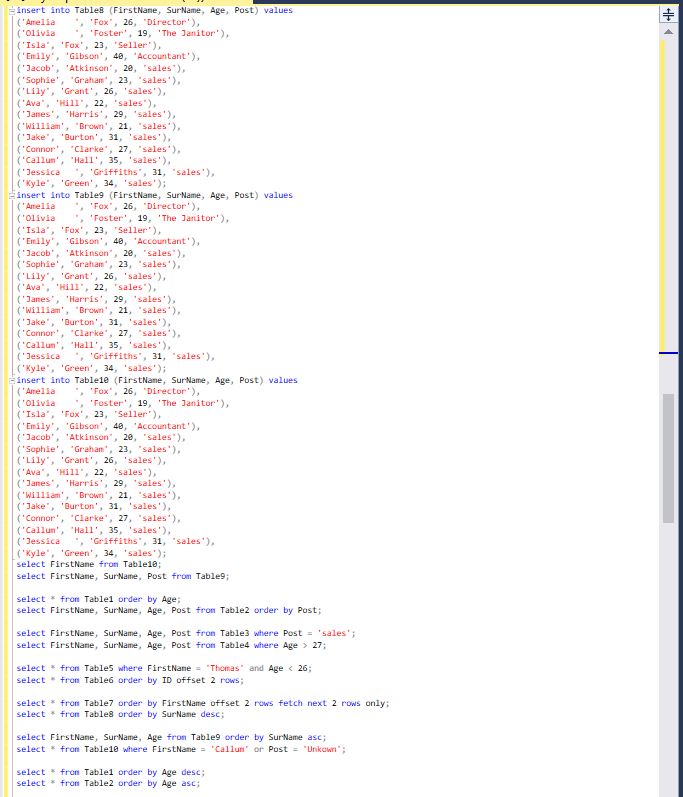 insert into Table8 (FirstName, SurName, Age, Post) values
('Amelia    ', 'Fox', 26, 'Director'),
('Olivia    ', 'Foster', 19, 'The Janitor'),
('Isla', 'Fox', 23, 'Seller'),
('Emily', 'Gibson', 40, 'Accountant'),
('Jacob', 'Atkinson', 20, 'sales'),
('Sophie', 'Graham', 23, 'sales'),
('Lily', 'Grant', 26, 'sales'),
('Ava', 'Hill', 22, 'sales'),
('James', 'Harris', 29, 'sales'),
('William', 'Brown', 21, 'sales'),
('Jake', 'Burton', 31, 'sales'),
('Connor', 'Clarke', 27, 'sales'),
('Callum', 'Hall', 35, 'sales'),
('Jessica   ', 'Griffiths', 31, 'sales'),
('Kyle', 'Green', 34, 'sales');
insert into Table9 (FirstName, SurName, Age, Post) values
('Amelia    ', 'Fox', 26, 'Director'),
('Olivia    ', 'Foster', 19, 'The Janitor'),
('Isla', 'Fox', 23, 'Seller'),
('Emily', 'Gibson', 40, 'Accountant'),
('Jacob', 'Atkinson', 20, 'sales'),
('Sophie', 'Graham', 23, 'sales'),
('Lily', 'Grant', 26, 'sales'),
('Ava', 'Hill', 22, 'sales'),
('James', 'Harris', 29, 'sales'),
('William', 'Brown', 21, 'sales'),
('Jake', 'Burton', 31, 'sales'),
('Connor', 'Clarke', 27, 'sales'),
('Callum', 'Hall', 35, 'sales'),
('Jessica   ', 'Griffiths', 31, 'sales'),
('Kyle', 'Green', 34, 'sales');
insert into Table10 (FirstName, SurName, Age, Post) values
('Amelia    ', 'Fox', 26, 'Director'),
('Olivia    ', 'Foster', 19, 'The Janitor'),
('Isla', 'Fox', 23, 'Seller'),
('Emily', 'Gibson', 40, 'Accountant'),
('Jacob', 'Atkinson', 20, 'sales'),
('Sophie', 'Graham', 23, 'sales'),
('Lily', 'Grant', 26, 'sales'),
('Ava', 'Hill', 22, 'sales'),
('James', 'Harris', 29, 'sales'),
('William', 'Brown', 21, 'sales'),
('Jake', 'Burton', 31, 'sales'),
('Connor', 'Clarke', 27, 'sales'),
('Callum', 'Hall', 35, 'sales'),
('Jessica   ', 'Griffiths', 31, 'sales'),
('Kyle', 'Green', 34, 'sales');
select FirstName from Table10;
select FirstName, SurName, Post from Table9;
select * from Table1 order by Age;
select FirstName, SurName, Age, Post from Table2 order by Post;
select FirstName, SurName, Age, Post from Table3 where Post = 'sales';
select FirstName, SurName, Age, Post from Table4 where Age > 27;
select * from Table5 where FirstName = 'Thomas' and Age < 26;
select * from Table6 order by ID offset 2 rows;
select * from Table7 order by FirstName offset 2 rows fetch next 2 rows only;
select * from Table8 order by SurName desc;
select FirstName, SurName, Age from Table9 order by SurName asc;
select * from Table10 where FirstName = 'Callum' or Post = 'Unkown';
select * from Table1 order by Age desc;
select * from Table2 order by Age asc;